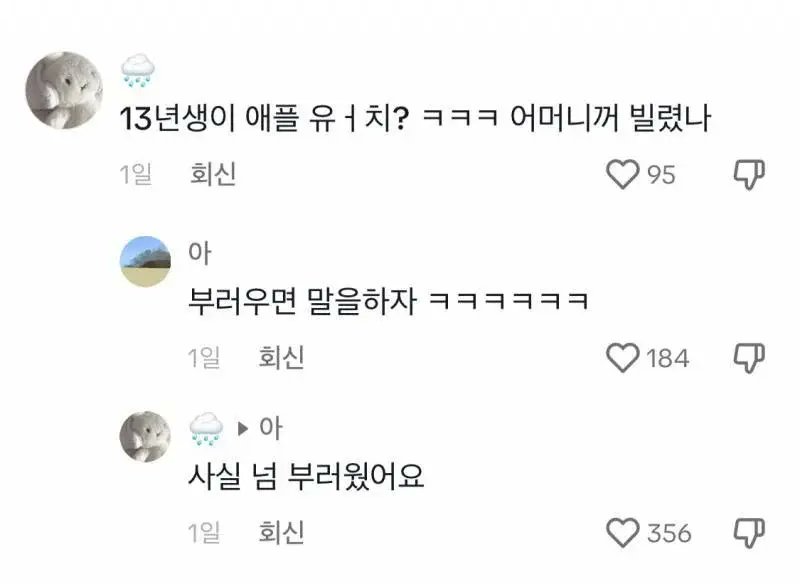 13년생이 애플 유ㅓ치? ㅋㅋㅋ 어머니꺼 빌렸나
1일 회신 95
아
부러우면 말을하자 ㅋㅋㅋㅋㅋㅋ
1일 회신 184
아
사실 넘 부러웠어요
1일 회신 356